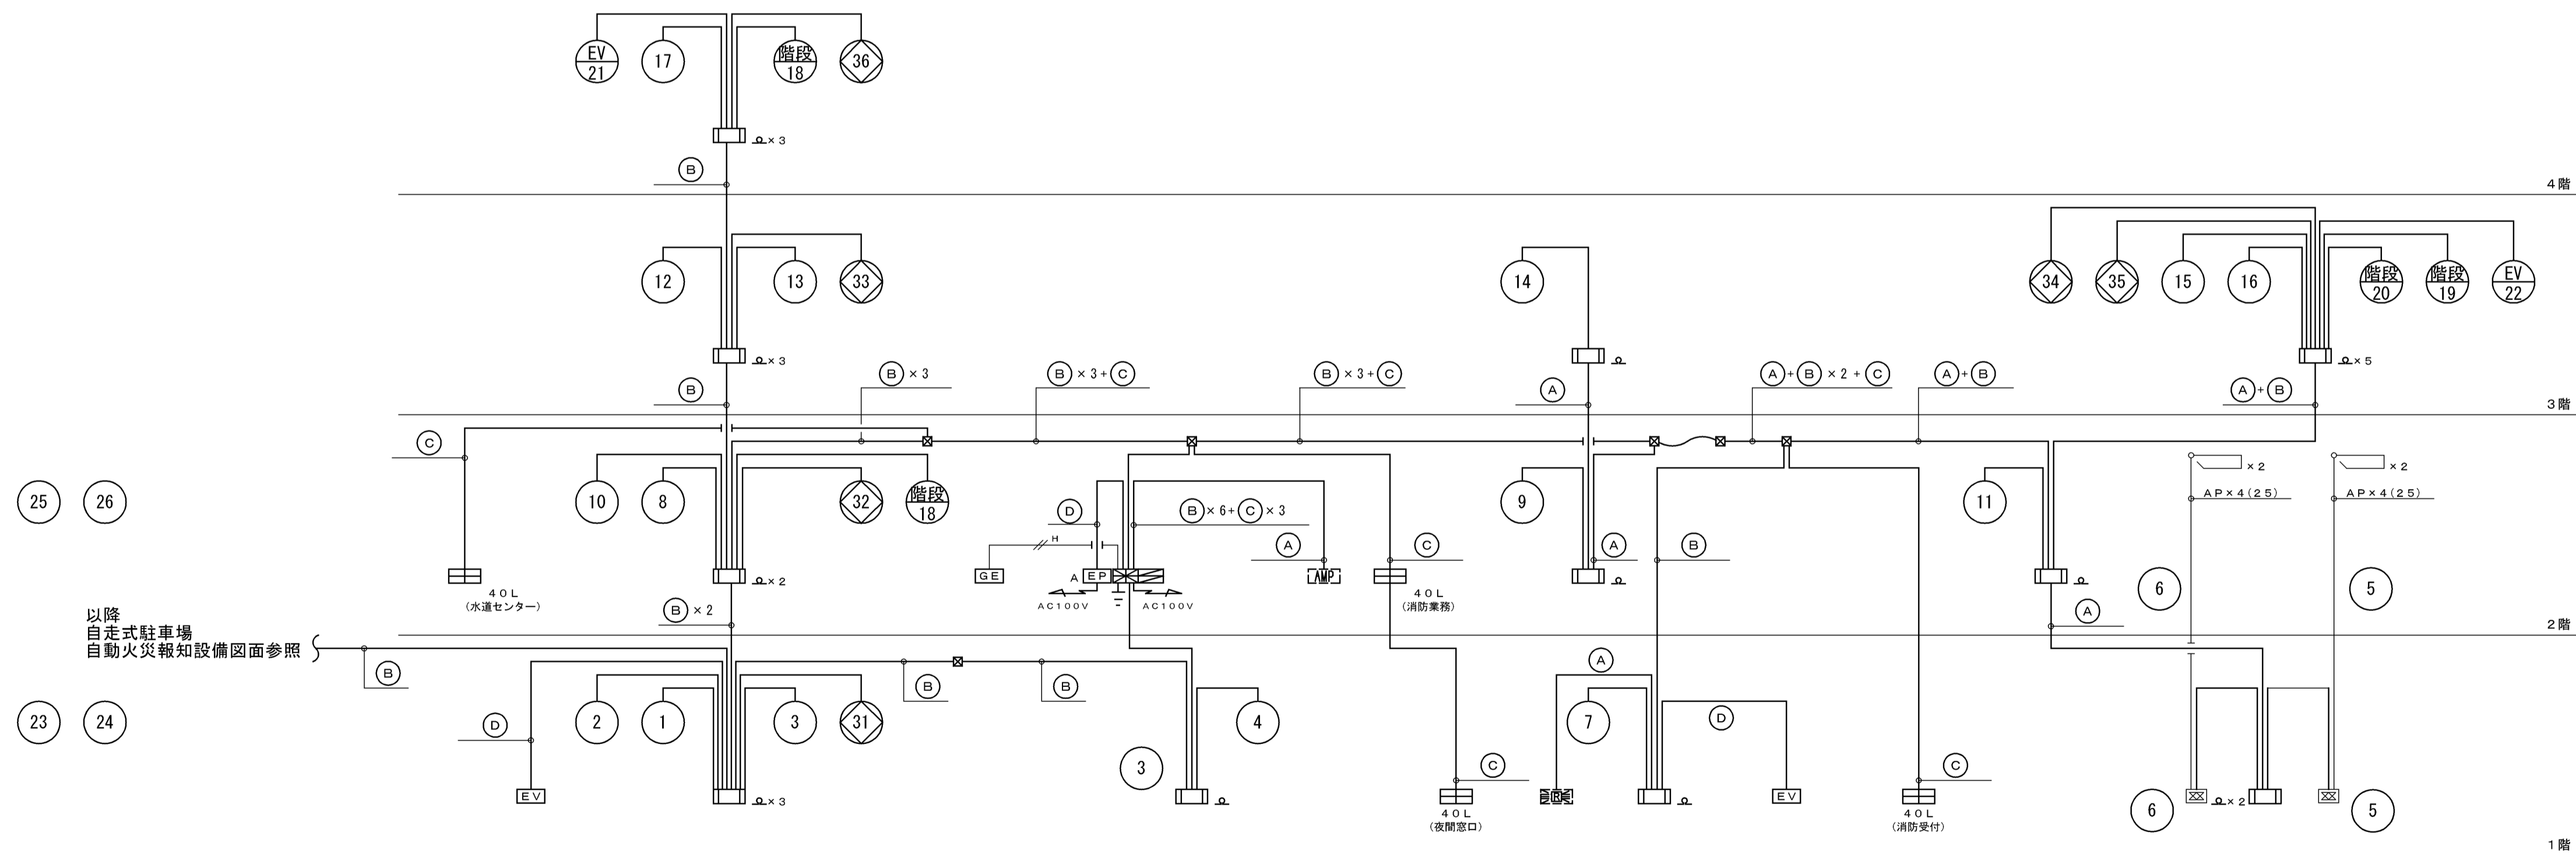 EV
21
17
階段
18
36
× 3
B
4階
12
13
33
14
34
35
15
16
階段
20
階段
19
EV
22
× 3
× 5
B × 3
B × 3 + C
B × 3 + C
A + B × 2 + C
A + B
B
A
A + B
3階
C
× 2
× 2
25
26
10
8
32
階段
18
D
B × 6 + C × 3
9
11
AP×4(25)
AP×4(25)
H
A
C
A
B
GE
A
EP
AMP
× 2
6
5
40L
(水道センター)
AC100V
AC100V
40L
(消防業務)
B × 2
A
以降
自走式駐車場
自動火災報知設備図面参照
2階
B
B
B
A
23
24
D
2
1
3
31
4
7
D
3
C
C
EV
× 3
EV
× 2
6
5
40L
(夜間窓口)
40L
(消防受付)
1階